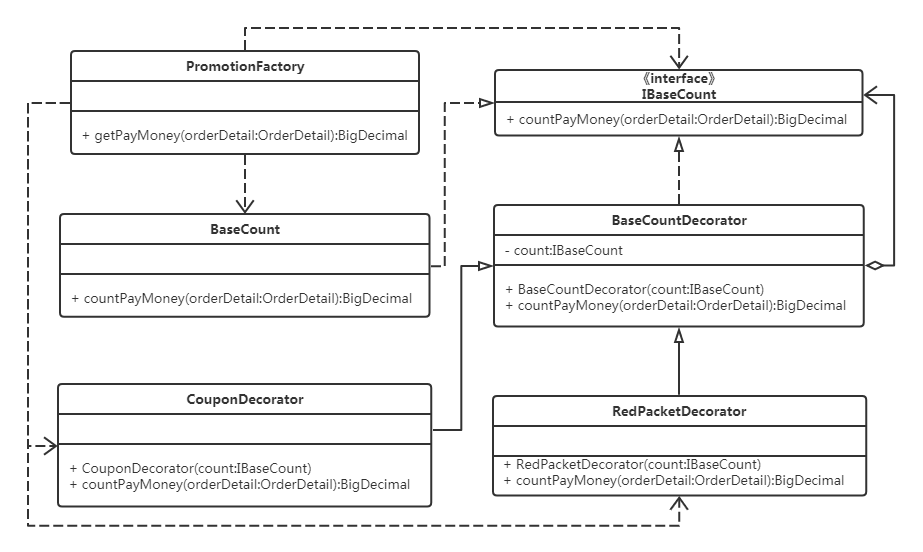 PromotionFactory
+ getPayMoney(orderDetail:OrderDetail):BigDecimal
《interface》
IBaseCount
+ countPayMoney(orderDetail:OrderDetail):BigDecimal
BaseCount
+ countPayMoney(orderDetail:OrderDetail):BigDecimal
BaseCountDecorator
- count:IBaseCount
+ BaseCountDecorator(count:IBaseCount)
+ countPayMoney(orderDetail:OrderDetail):BigDecimal
CouponDecorator
+ CouponDecorator(count:IBaseCount)
+ countPayMoney(orderDetail:OrderDetail):BigDecimal
RedPacketDecorator
+ RedPacketDecorator(count:IBaseCount)
+ countPayMoney(orderDetail:OrderDetail):BigDecimal